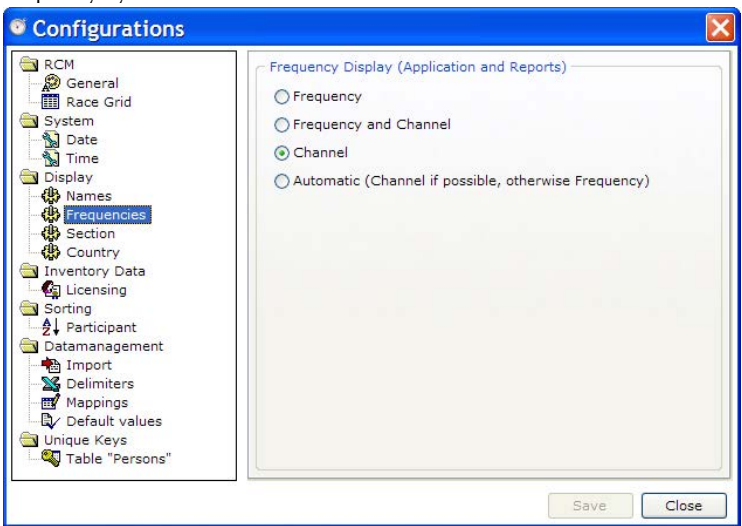 Configurations
RCM
General
Race Grid
System
Date
Time
Display
Names
Frequencies
Section
Country
Inventory Data
Licensing
Sorting
Participant
Datamanagement
Import
Delimiters
Mappings
Default values
Unique Keys
Table "Persons"
Frequency Display (Application and Reports)
Frequency
Frequency and Channel
Channel
Automatic (Channel if possible, otherwise Frequency)
Save
Close